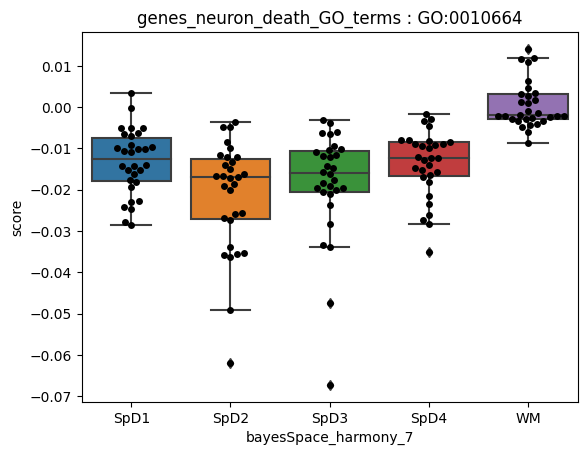 genes_neuron_death_GO_terms : GO:0010664
0.01
0.00
−0.01
−0.02
−0.03
−0.04
−0.05
−0.06
−0.07
score
SpD1 SpD2 SpD3 SpD4 WM
bayesSpace_harmony_7